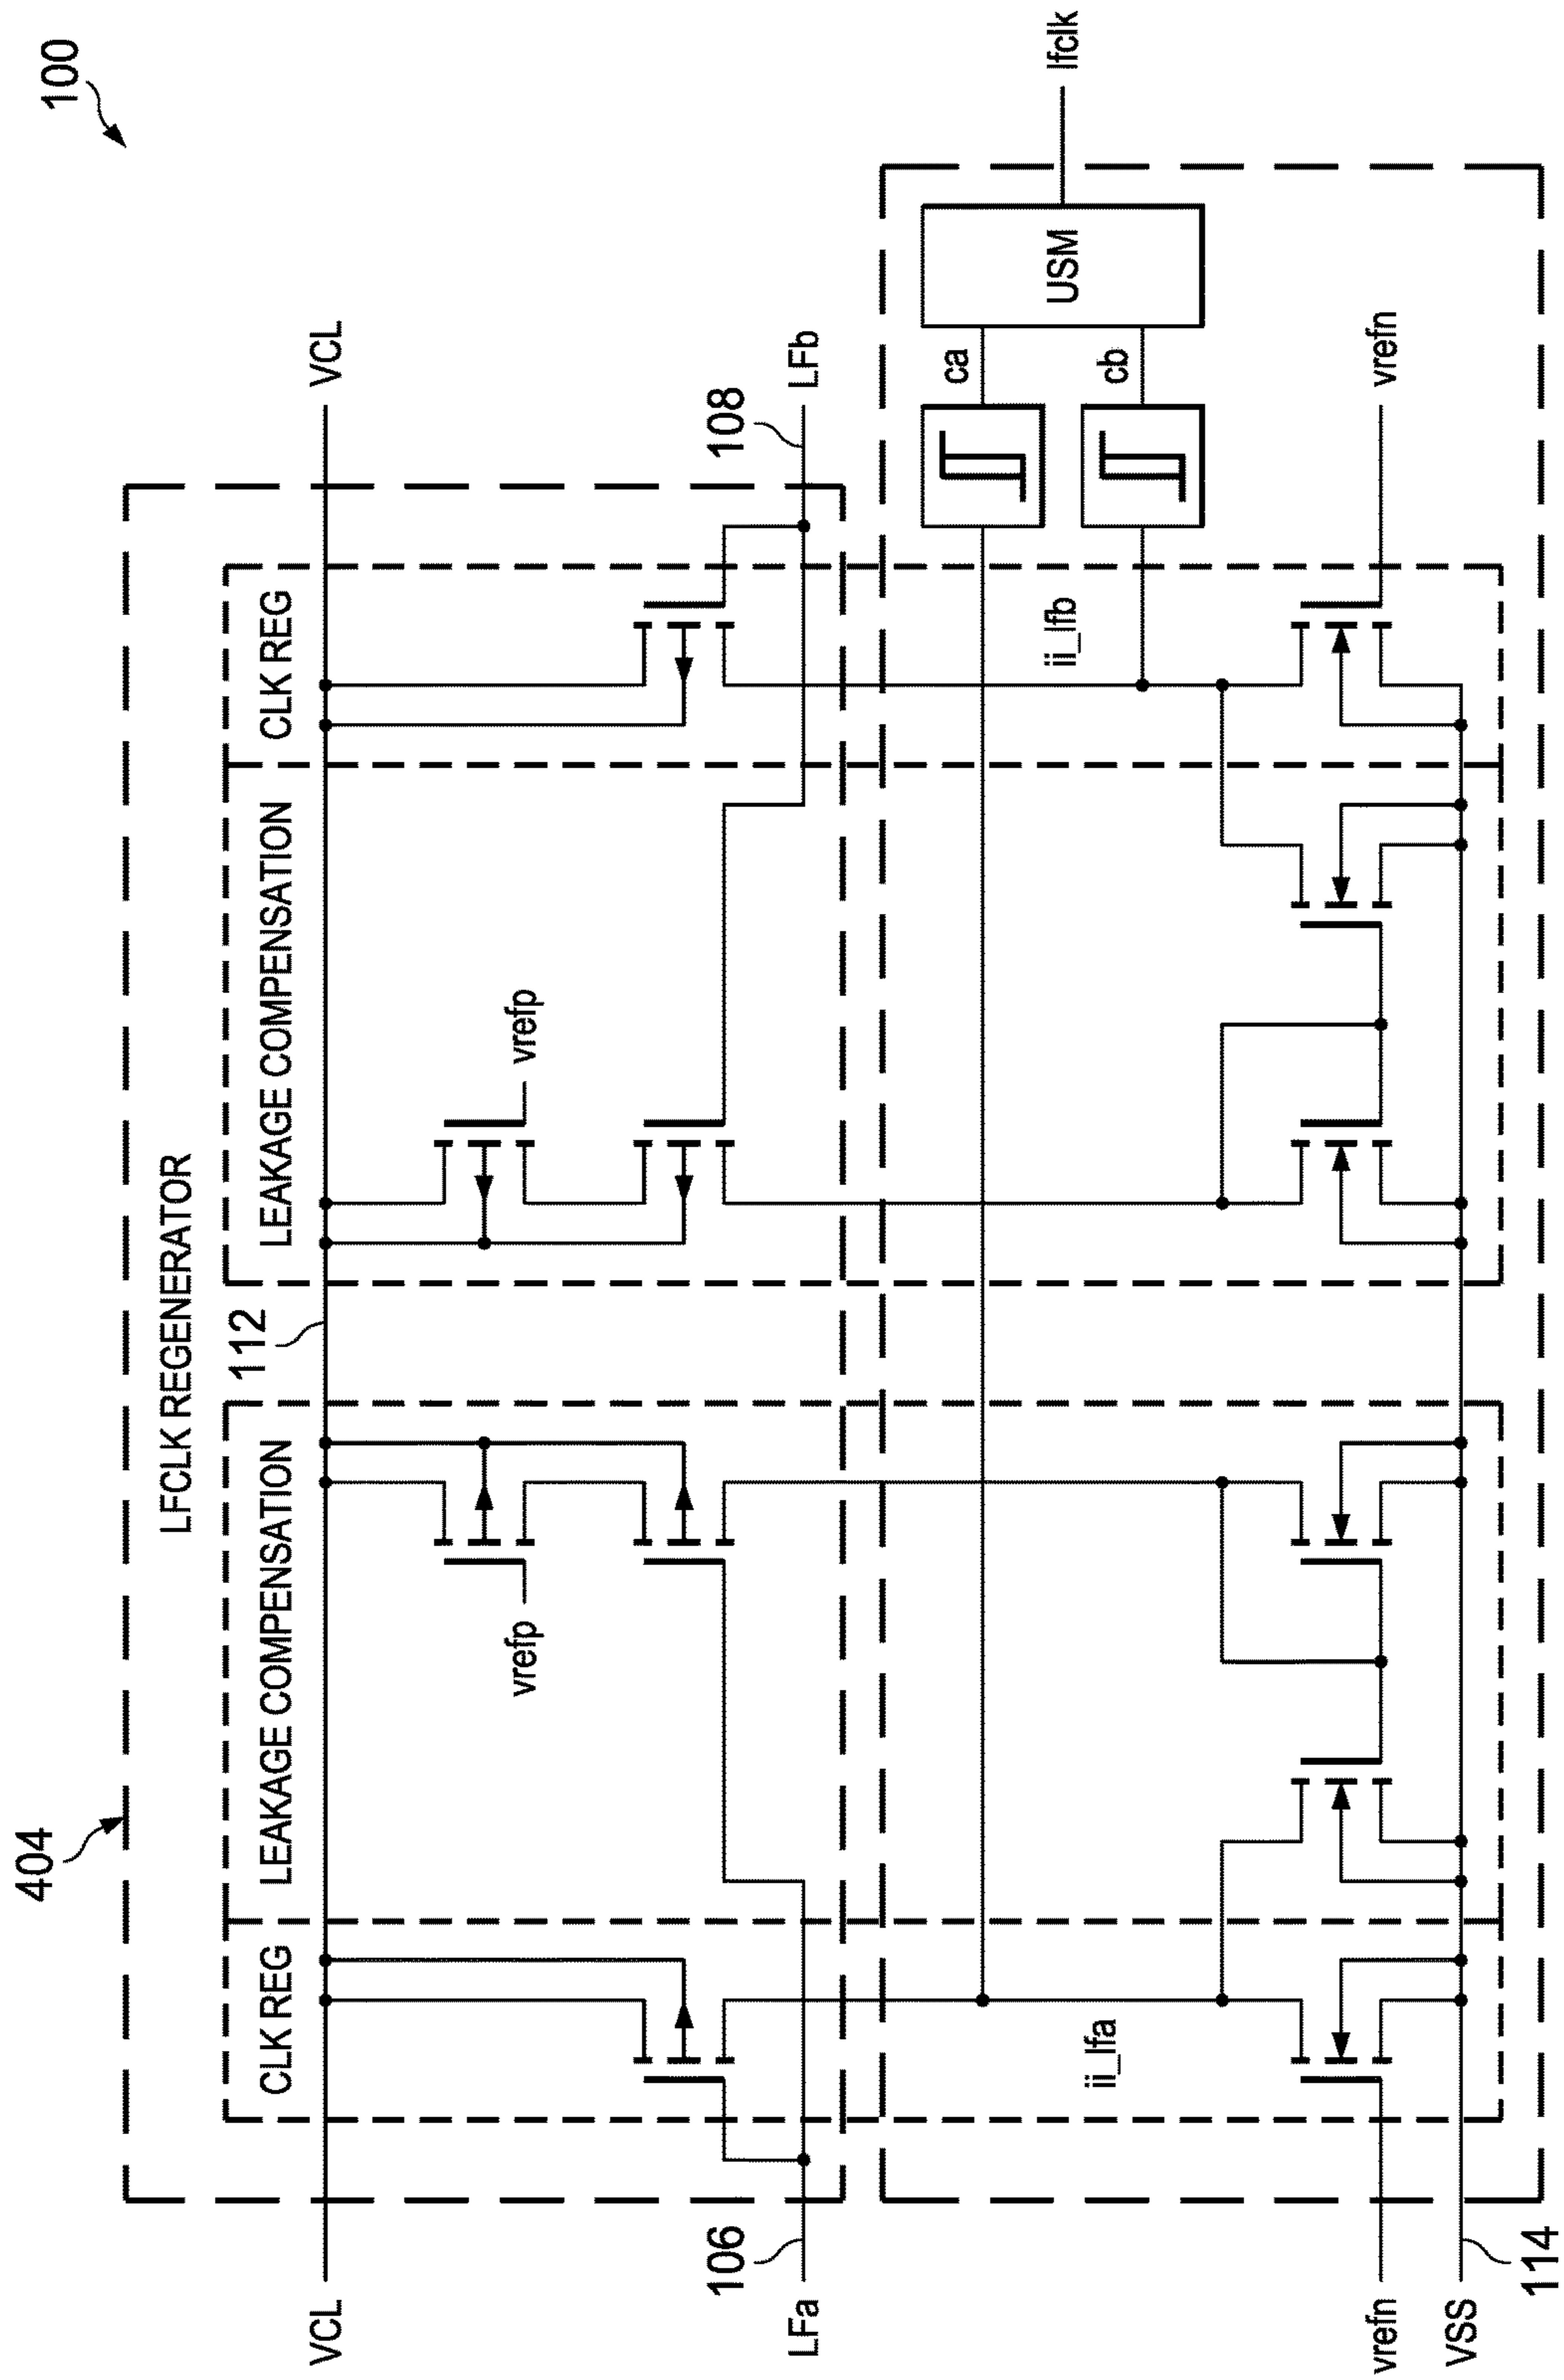 100
404
LFCLK REGENERATOR
VCL
112
VCL
CLK REG
LEAKAGE COMPENSATION
LEAKAGE COMPENSATION
CLK REG
vrefp
vrefp
106
LFa
108
LFb
ca
cb
USM
lfclk
ii_lfa
ii_lfb
vrefn
vrefn
VSS
114